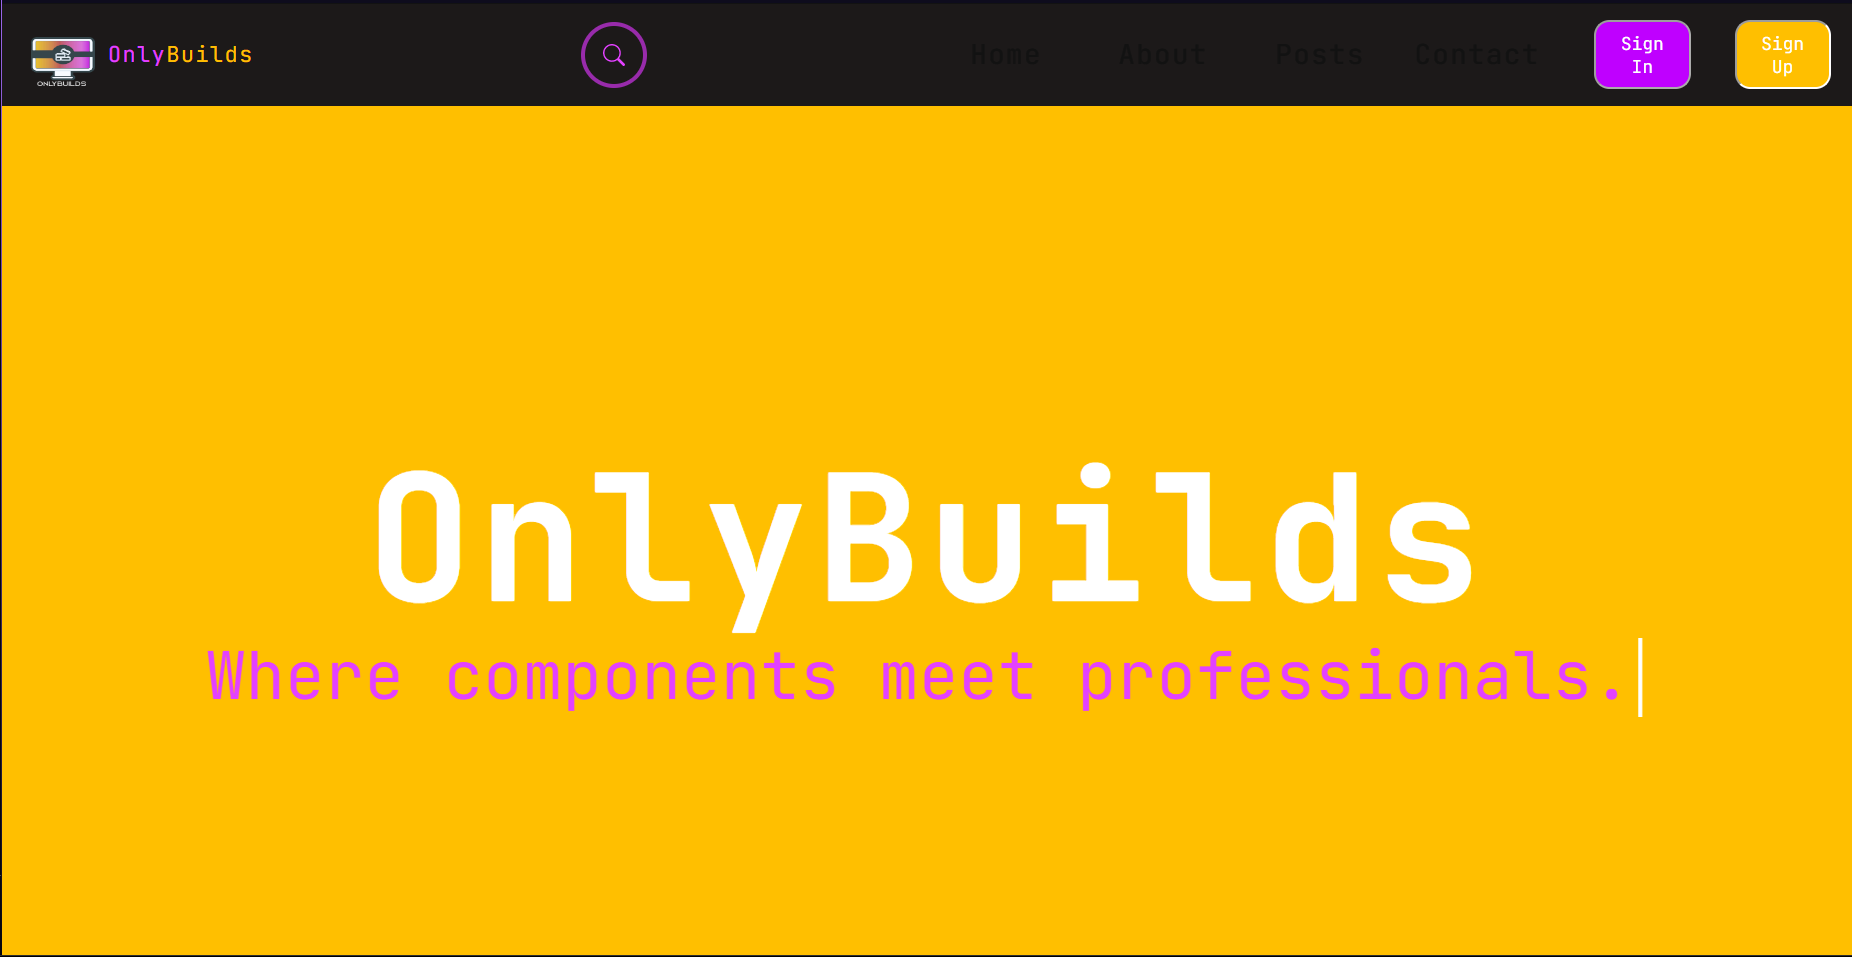 ONLYBUILDS
OnlyBuilds
Home About Posts Contact
Sign
In
Sign
Up
OnlyBuilds
Where components meet professionals.